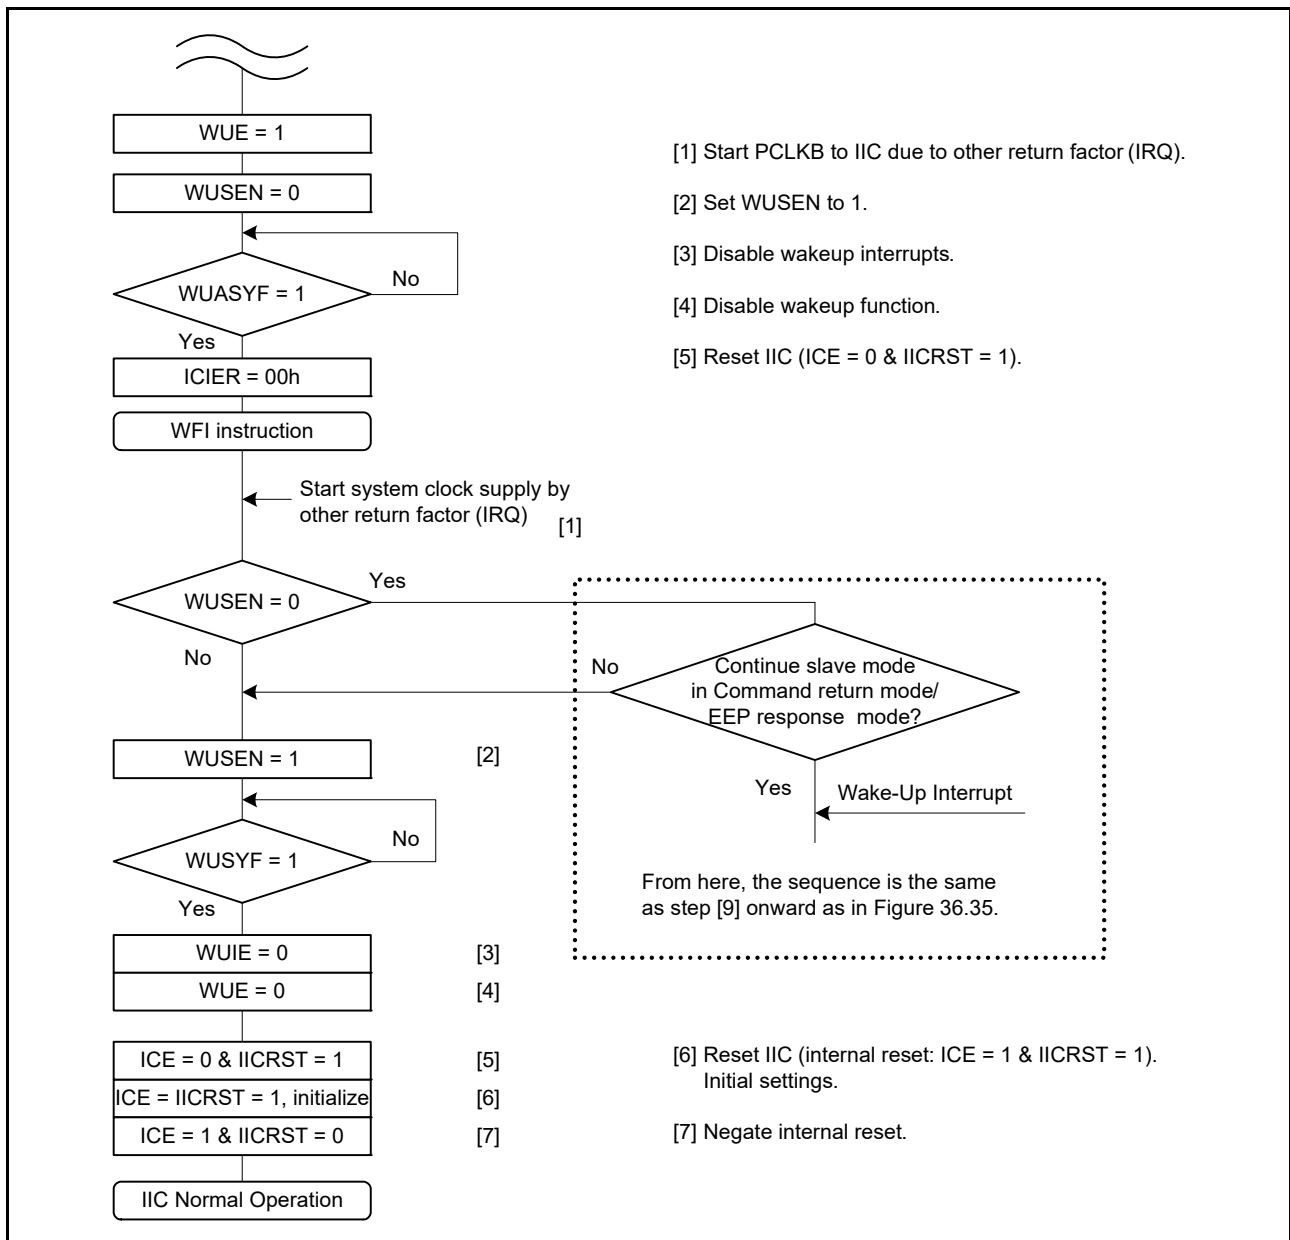 WUE = 1
WUSEN = 0
WUASYF = 1
No
Yes
ICIER = 00h
WFI instruction
Start system clock supply by
other return factor (IRQ)
[1]
WUSEN = 0
Yes
No
Continue slave mode
in Command return mode/
EEP response mode?
No
Yes
Wake-Up Interrupt
From here, the sequence is the same
as step [9] onward as in Figure 36.35.
WUSEN = 1
[2]
WUSYF = 1
No
Yes
WUIE = 0
[3]
WUE = 0
[4]
ICE = 0 & IICRST = 1
[5]
ICE = IICRST = 1, initialize
[6]
ICE = 1 & IICRST = 0
[7]
IIC Normal Operation
[1] Start PCLKB to IIC due to other return factor (IRQ).
[2] Set WUSEN to 1.
[3] Disable wakeup interrupts.
[4] Disable wakeup function.
[5] Reset IIC (ICE = 0 & IICRST = 1).
[6] Reset IIC (internal reset: ICE = 1 & IICRST = 1).
Initial settings.
[7] Negate internal reset.